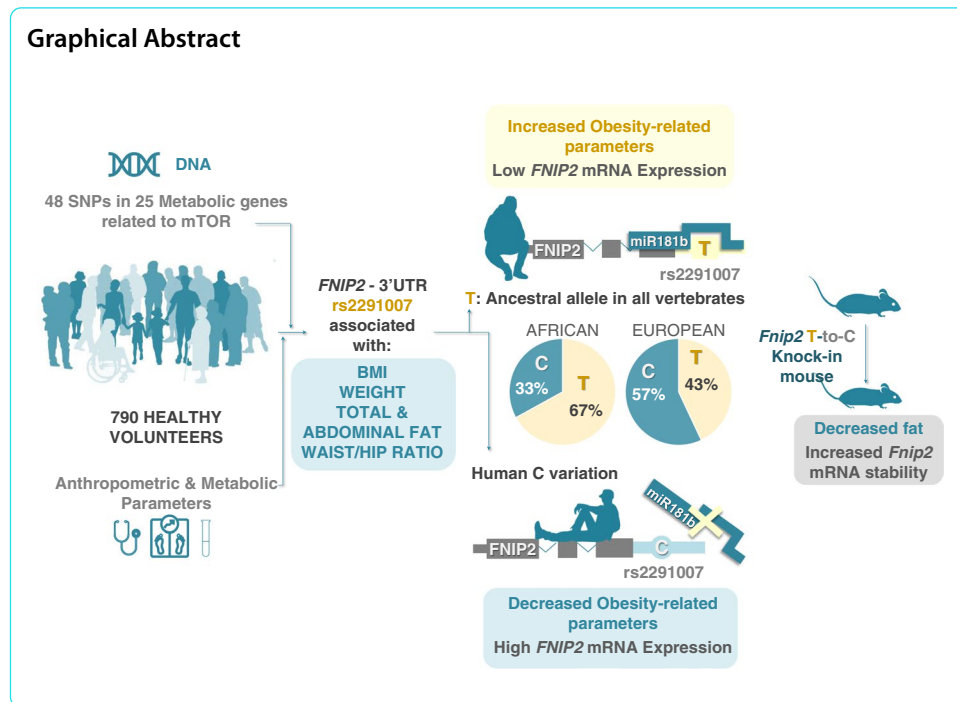 Graphical Abstract
DNA
48 SNPs in 25 Metabolic genes
related to mTOR
790 HEALTHY
VOLUNTEERS
Anthropometric & Metabolic
Parameters
FNIP2 - 3'UTR
rs2291007
associated
with:
BMI
WEIGHT
TOTAL &
ABDOMINAL FAT
WAIST/HIP RATIO
Increased Obesity-related
parameters
Low FNIP2 mRNA Expression
FNIP2
miR181b
T
rs2291007
T: Ancestral allele in all vertebrates
AFRICAN
C
33%
T
67%
EUROPEAN
C
57%
T
43%
Human C variation
miR181b
FNIP2
C
rs2291007
Decreased Obesity-related
parameters
High FNIP2 mRNA Expression
Fnip2 T-to-C
Knock-in
mouse
Decreased fat
Increased Fnip2
mRNA stability